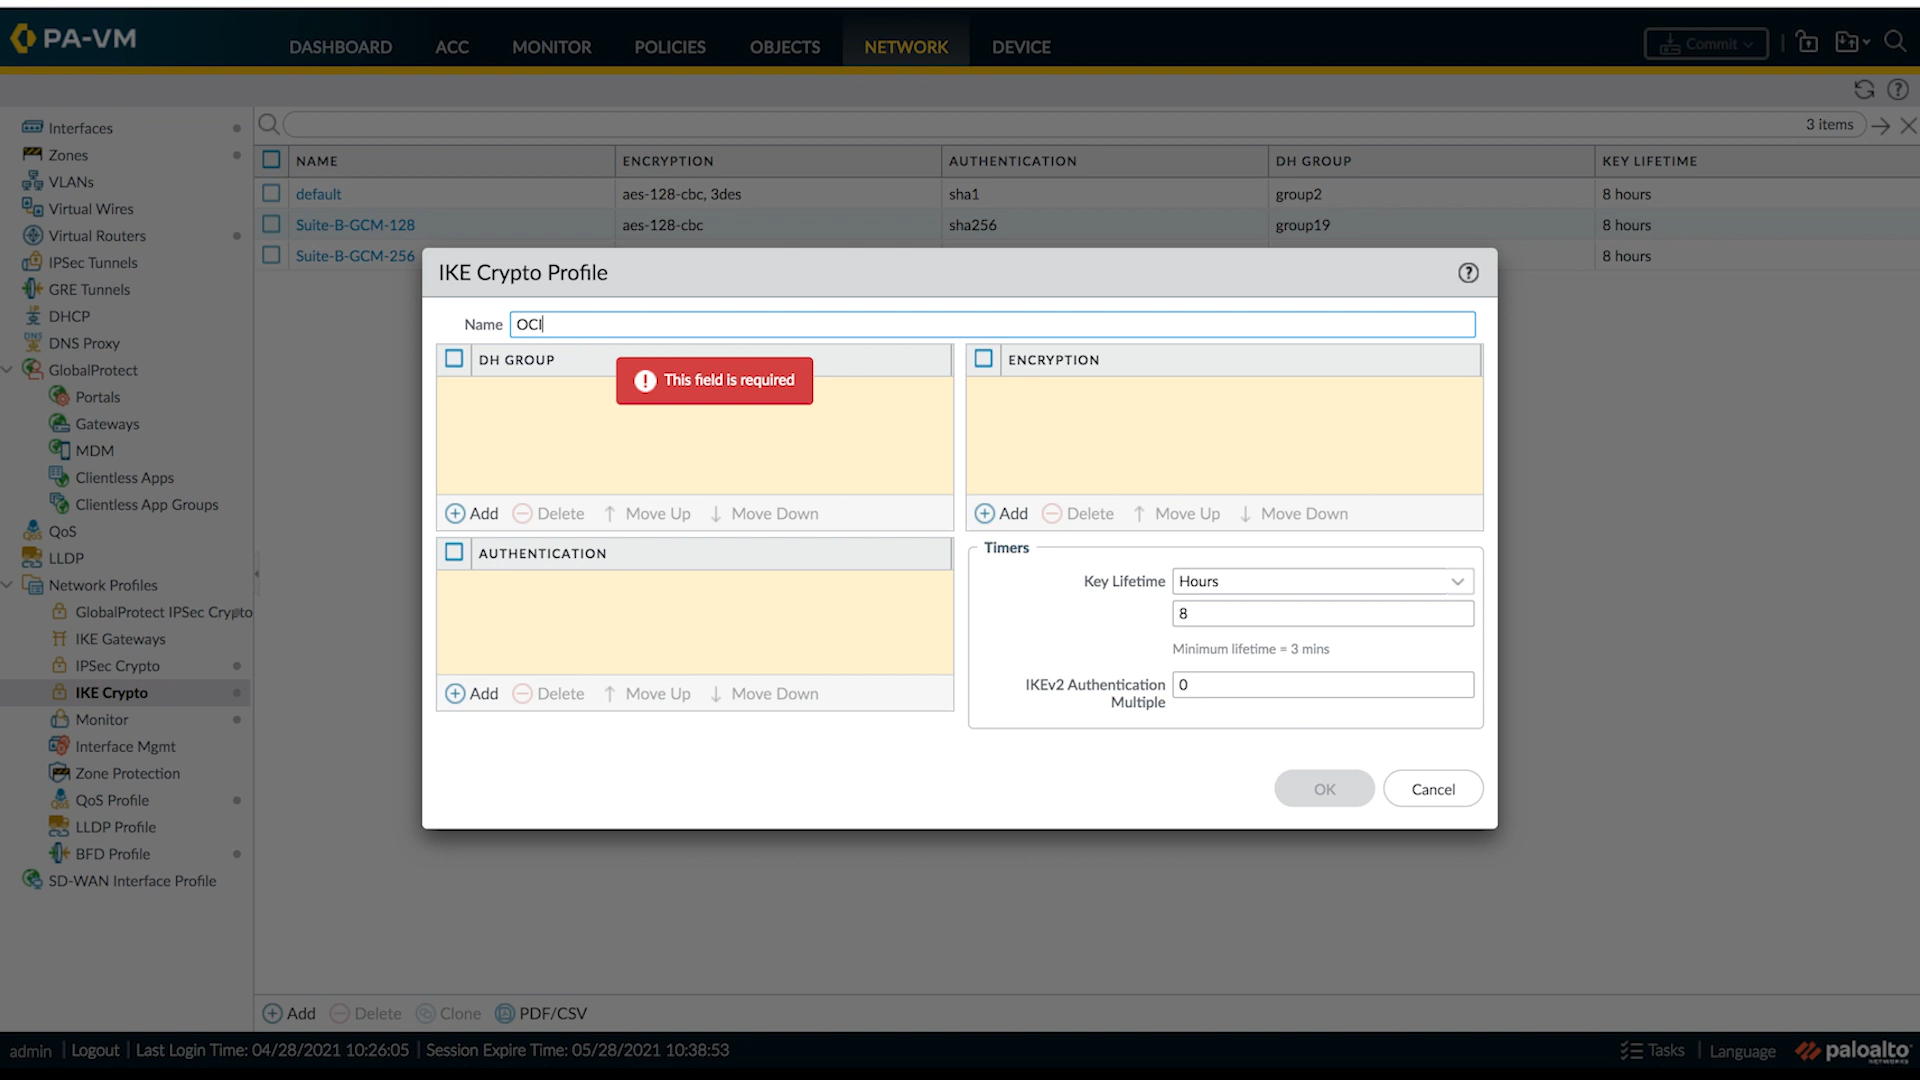 PA-VM
DASHBOARD ACC MONITOR POLICIES OBJECTS NETWORK DEVICE
Commit
3 items
Interfaces
Zones
VLANs
Virtual Wires
Virtual Routers
IPSec Tunnels
GRE Tunnels
DHCP
DNS Proxy
GlobalProtect
Portals
Gateways
MDM
Clientless Apps
Clientless App Groups
QoS
LLDP
Network Profiles
GlobalProtect IPSec Crypto
IKE Gateways
IPSec Crypto
IKE Crypto
Monitor
Interface Mgmt
Zone Protection
QoS Profile
LLDP Profile
BFD Profile
SD-WAN Interface Profile
NAME ENCRYPTION AUTHENTICATION DH GROUP KEY LIFETIME
default aes-128-cbc, 3des sha1 group2 8 hours
Suite-B-GCM-128 aes-128-cbc sha256 group19 8 hours
Suite-B-GCM-256 8 hours
IKE Crypto Profile
Name OCI
DH GROUP
This field is required
Add Delete Move Up Move Down
ENCRYPTION
Add Delete Move Up Move Down
AUTHENTICATION
Add Delete Move Up Move Down
Timers
Key Lifetime Hours
8
Minimum lifetime = 3 mins
IKEv2 Authentication Multiple 0
OK Cancel
Add Delete Clone PDF/CSV
admin | Logout | Last Login Time: 04/28/2021 10:26:05 | Session Expire Time: 05/28/2021 10:38:53
Tasks | Language paloalto NETWORKS